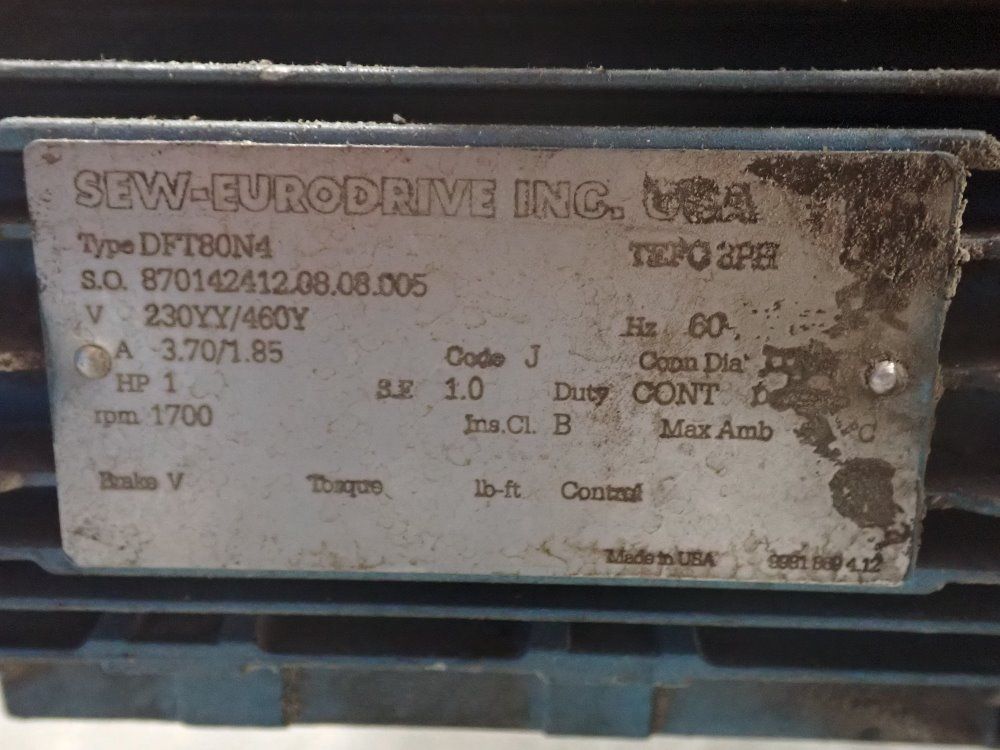 SEW-EURODRIVE INC. USA
Type DFT80N4 TEFC 3PH
S.O. 870142412.08.08.005
V 230YY/460Y Hz 60
A 3.70/1.85 Code J Conn Dia
HP 1 S.F. 1.0 Duty CONT
rpm 1700 Ins.Cl. B Max Amb °C
Brake V Torque lb-ft Control
Made in USA 4.12